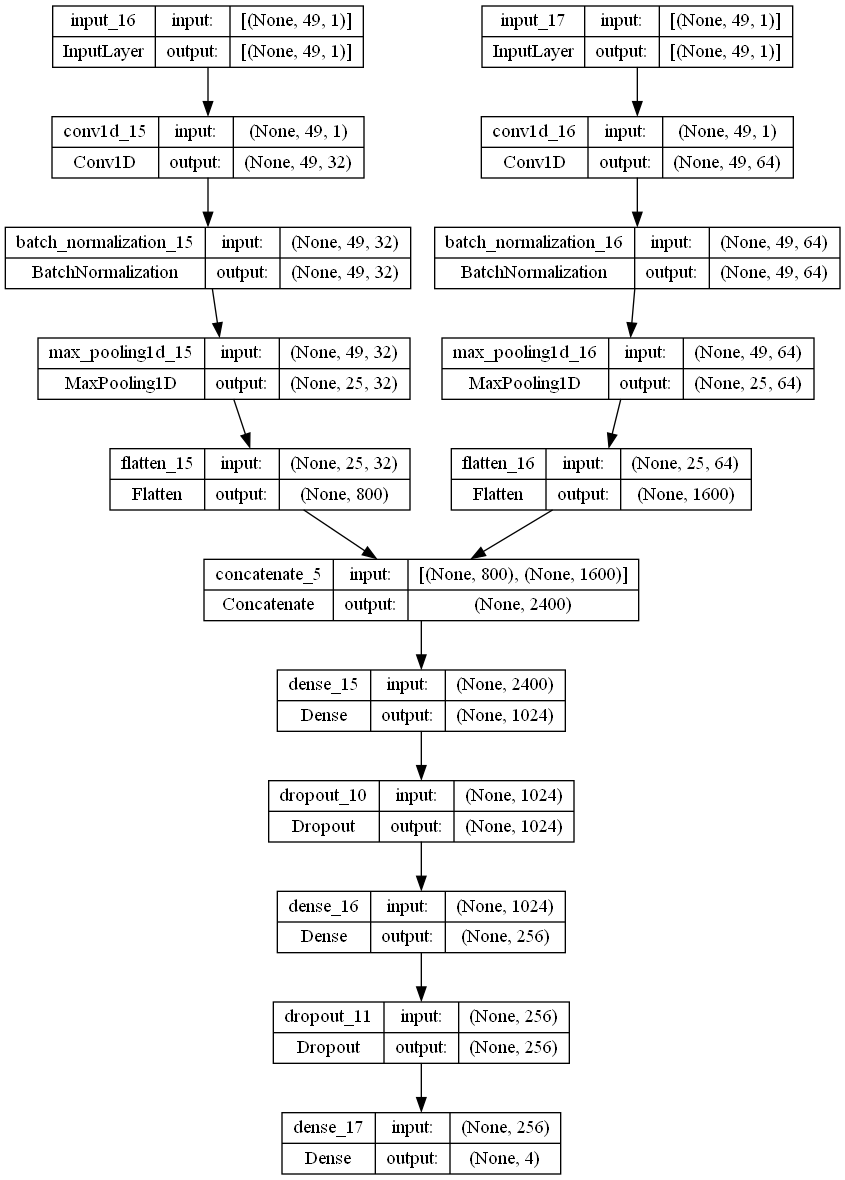 input_16 input: [(None, 49, 1)]
InputLayer output: [(None, 49, 1)]
input_17 input: [(None, 49, 1)]
InputLayer output: [(None, 49, 1)]
conv1d_15 input: (None, 49, 1)
Conv1D output: (None, 49, 32)
conv1d_16 input: (None, 49, 1)
Conv1D output: (None, 49, 64)
batch_normalization_15 input: (None, 49, 32)
BatchNormalization output: (None, 49, 32)
batch_normalization_16 input: (None, 49, 64)
BatchNormalization output: (None, 49, 64)
max_pooling1d_15 input: (None, 49, 32)
MaxPooling1D output: (None, 25, 32)
max_pooling1d_16 input: (None, 49, 64)
MaxPooling1D output: (None, 25, 64)
flatten_15 input: (None, 25, 32)
Flatten output: (None, 800)
flatten_16 input: (None, 25, 64)
Flatten output: (None, 1600)
concatenate_5 input: [(None, 800), (None, 1600)]
Concatenate output: (None, 2400)
dense_15 input: (None, 2400)
Dense output: (None, 1024)
dropout_10 input: (None, 1024)
Dropout output: (None, 1024)
dense_16 input: (None, 1024)
Dense output: (None, 256)
dropout_11 input: (None, 256)
Dropout output: (None, 256)
dense_17 input: (None, 256)
Dense output: (None, 4)